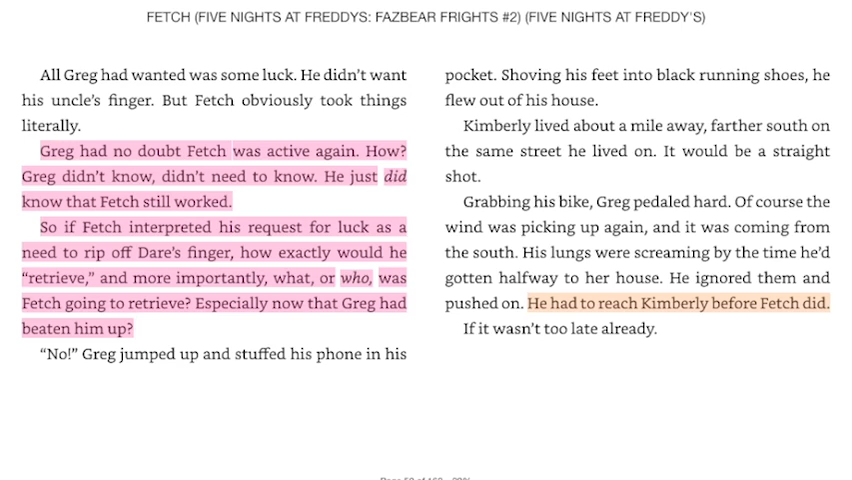 FETCH (FIVE NIGHTS AT FREDDYS: FAZBEAR FRIGHTS #2) (FIVE NIGHTS AT FREDDY'S)
All Greg had wanted was some luck. He didn’t want
his uncle’s finger. But Fetch obviously took things
literally.
Greg had no doubt Fetch was active again. How?
Greg didn’t know, didn’t need to know. He just did
know that Fetch still worked.
So if Fetch interpreted his request for luck as a
need to rip off Dare’s finger, how exactly would he
“retrieve,” and more importantly, what, or who, was
Fetch going to retrieve? Especially now that Greg had
beaten him up?
“No!” Greg jumped up and stuffed his phone in his
pocket. Shoving his feet into black running shoes, he
flew out of his house.
Kimberly lived about a mile away, farther south on
the same street he lived on. It would be a straight
shot.
Grabbing his bike, Greg pedaled hard. Of course the
wind was picking up again, and it was coming from
the south. His lungs were screaming by the time he’d
gotten halfway to her house. He ignored them and
pushed on. He had to reach Kimberly before Fetch did.
If it wasn’t too late already.